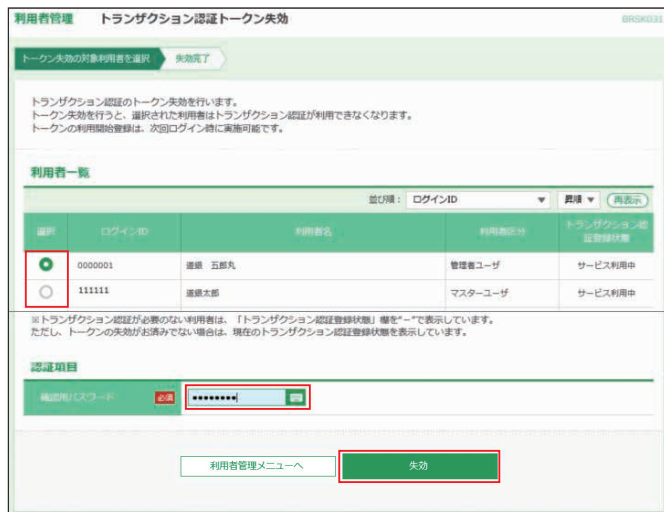 利用者管理 トランザクション認証トークン失効 BRSK031
トークン失効の対象利用者を選択 失効完了
トランザクション認証のトークン失効を行います。
トークン失効を行うと、選択された利用者はトランザクション認証が利用できなくなります。
トークンの利用開始登録は、次回ログイン時に実施可能です。
利用者一覧
並び順: ログインID ▼ 昇順 ▼ 再表示
選択 ログインID 利用者名 利用者区分 トランザクション認証登録状態
0000001 道銀 五郎丸 管理者ユーザ サービス利用中
111111 道銀太郎 マスターユーザ サービス利用中
※トランザクション認証が必要のない利用者は、「トランザクション認証登録状態」欄を"-"で表示しています。
ただし、トークンの失効がお済みでない場合は、現在のトランザクション認証登録状態を表示しています。
認証項目
確認用パスワード 必須 ••••••••
利用者管理メニューへ 失効